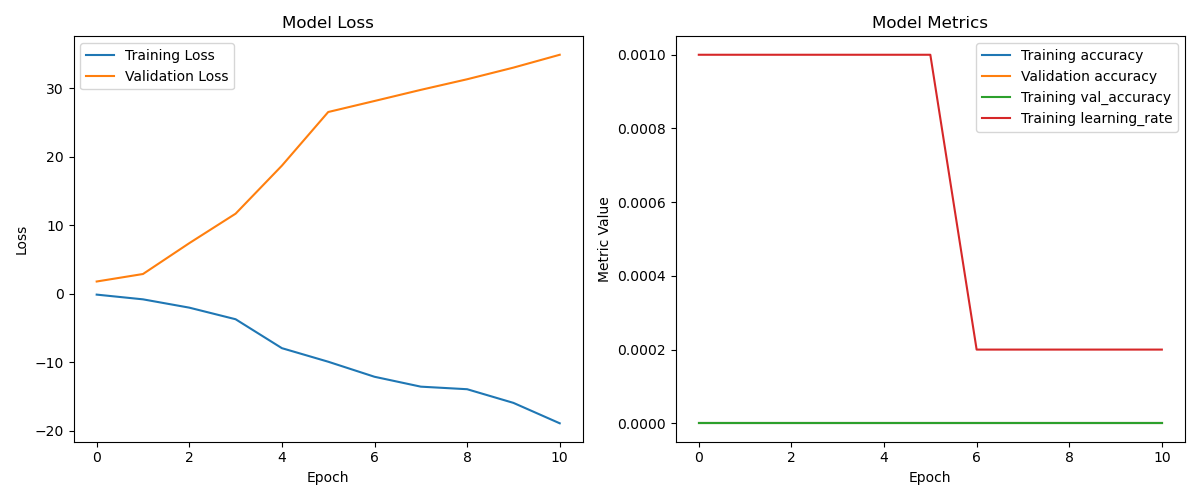 Model Loss
Training Loss
Validation Loss
30
20
10
0
−10
−20
Loss
0 2 4 6 8 10
Epoch
Model Metrics
Training accuracy
Validation accuracy
Training val_accuracy
Training learning_rate
0.0010
0.0008
0.0006
0.0004
0.0002
0.0000
Metric Value
0 2 4 6 8 10
Epoch